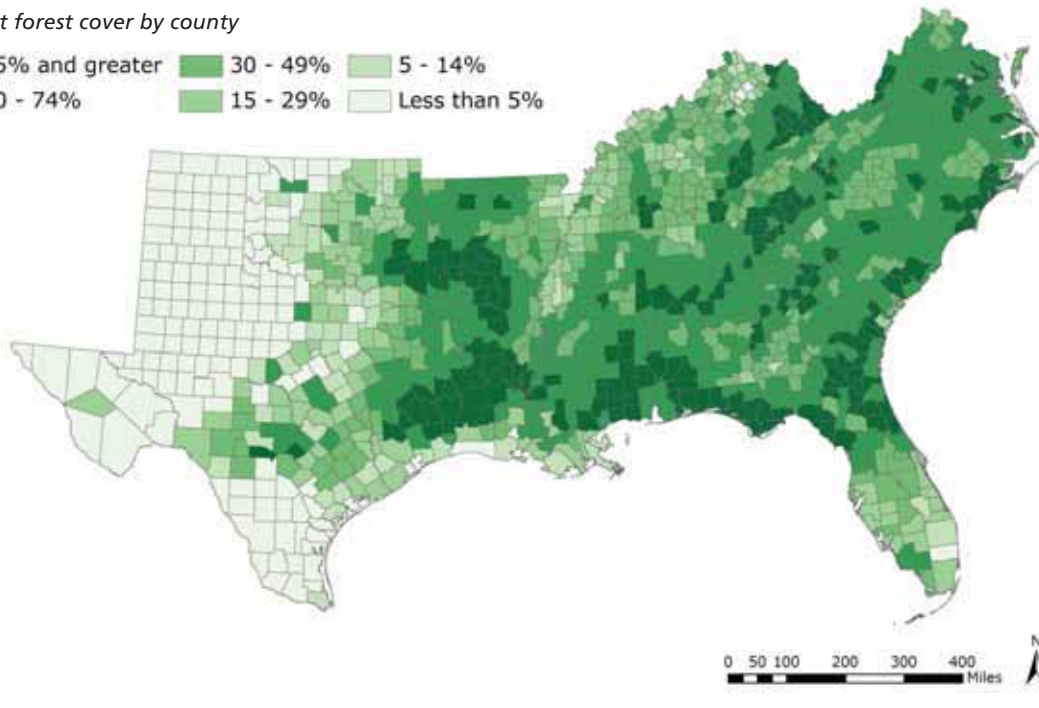 t forest cover by county
5% and greater 30 - 49% 5 - 14%
0 - 74% 15 - 29% Less than 5%
N
0 50 100 200 300 400
Miles